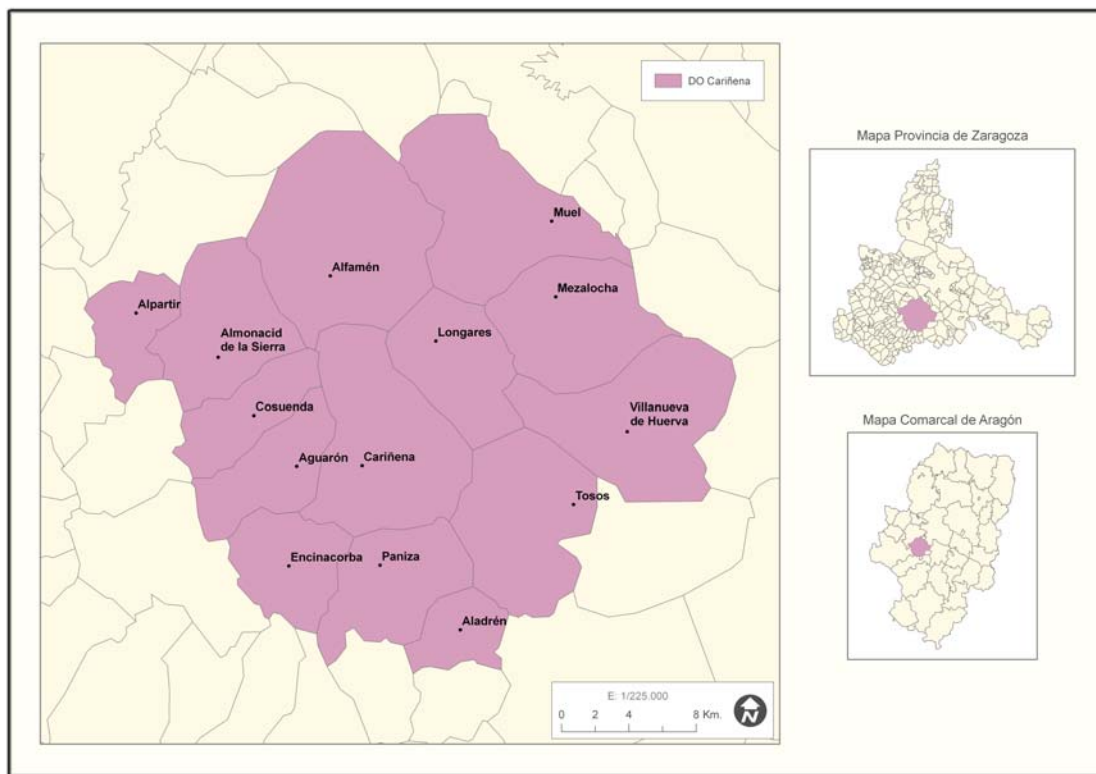 DO Cariñena
Mapa Provincia de Zaragoza
Muel
Alfamén
Mezalocha
Alpartir
Almonacid
de la Sierra
Longares
Cosuenda
Villanueva
de Huerva
Mapa Comarcal de Aragón
Aguarón
Cariñena
Tosos
Encinacorba
Paniza
Aladrén
E: 1/225.000
0 2 4 8 Km.
N